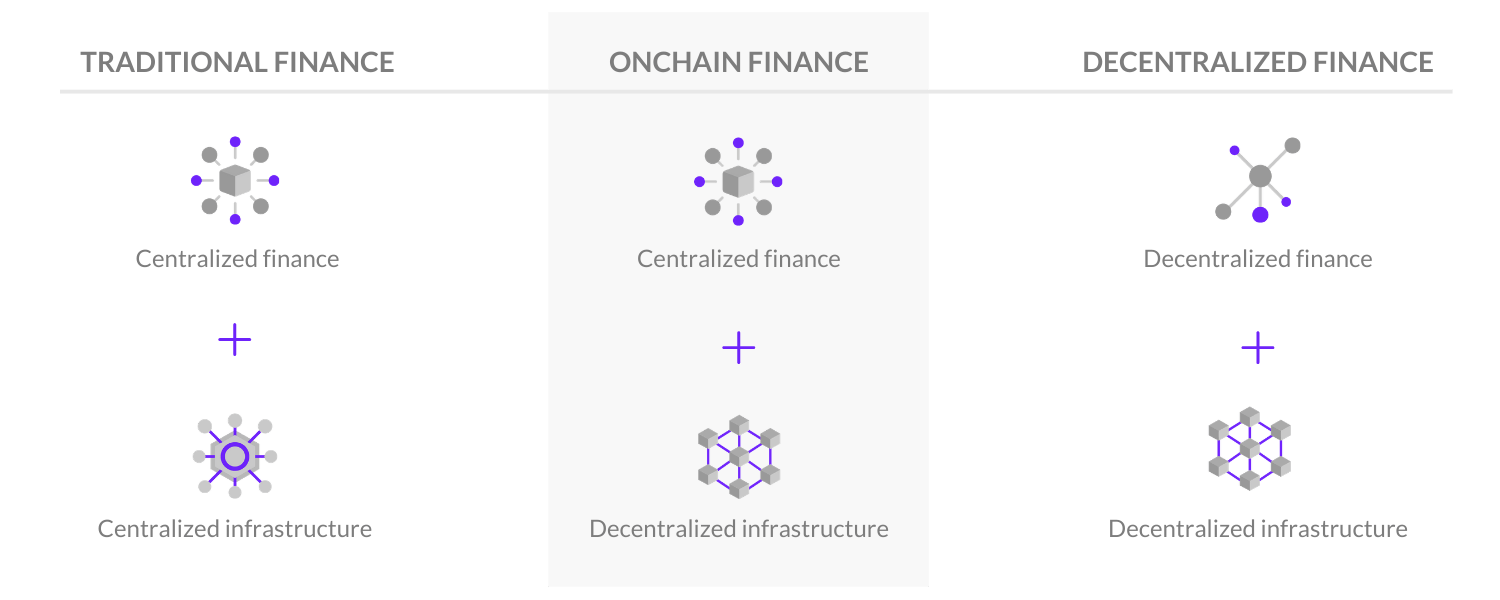 TRADITIONAL FINANCE
ONCHAIN FINANCE
DECENTRALIZED FINANCE
Centralized finance
Centralized finance
Decentralized finance
Centralized infrastructure
Decentralized infrastructure
Decentralized infrastructure